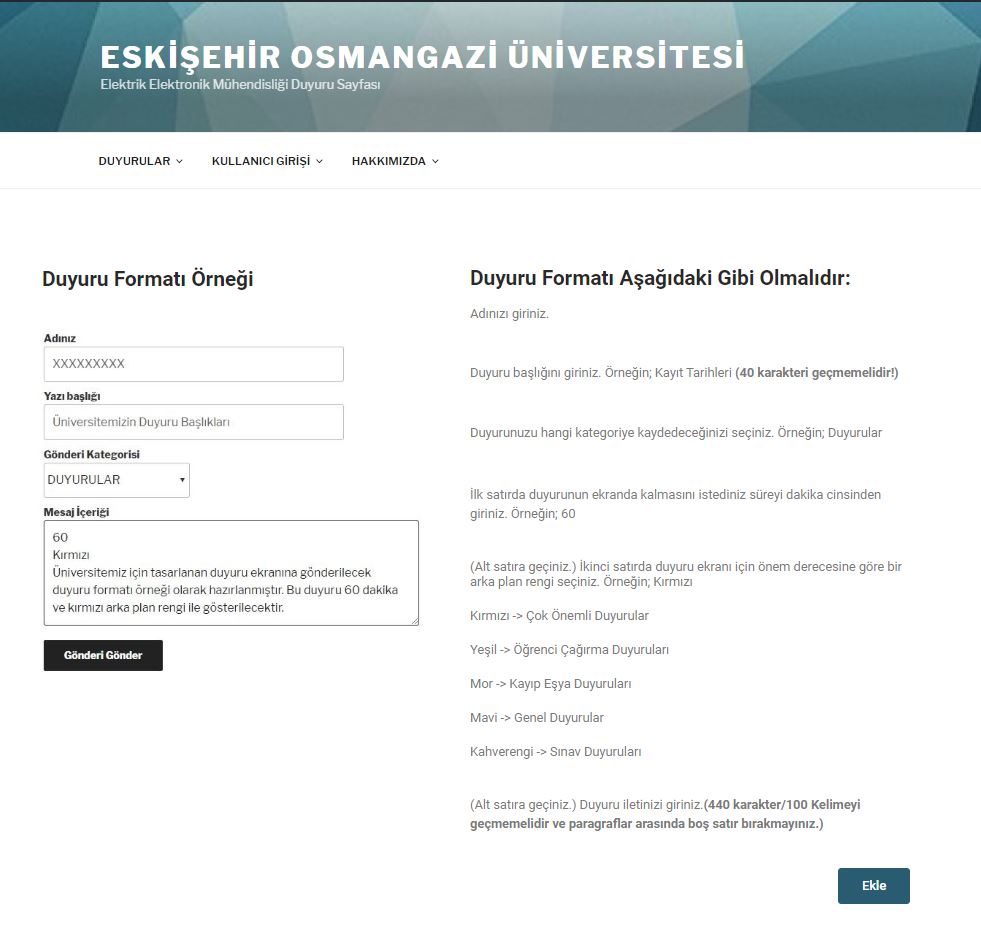 ESKİŞEHİR OSMANGAZİ ÜNİVERSİTESİ
Elektrik Elektronik Mühendisliği Duyuru Sayfası
DUYURULAR
KULLANICI GİRİŞİ
HAKKIMIZDA
Duyuru Formatı Örneği
Adınız
XXXXXXXXX
Yazı başlığı
Üniversitemizin Duyuru Başlıkları
Gönderi Kategorisi
DUYURULAR
Mesaj İçeriği
60
Kırmızı
Üniversitemiz için tasarlanan duyuru ekranına gönderilecek
duyuru formatı örneği olarak hazırlanmıştır. Bu duyuru 60 dakika
ve kırmızı arka plan rengi ile gösterilecektir.
Gönderi Gönder
Duyuru Formatı Aşağıdaki Gibi Olmalıdır:
Adınızı giriniz.
Duyuru başlığını giriniz. Örneğin; Kayıt Tarihleri (40 karakteri geçmemelidir!)
Duyurunuzu hangi kategoriye kaydedeceğinizi seçiniz. Örneğin; Duyurular
İlk satırda duyurunun ekranda kalmasını istediniz süreyi dakika cinsinden
giriniz. Örneğin; 60
(Alt satıra geçiniz.) İkinci satırda duyuru ekranı için önem derecesine göre bir
arka plan rengi seçiniz. Örneğin; Kırmızı
Kırmızı -> Çok Önemli Duyurular
Yeşil -> Öğrenci Çağırma Duyuruları
Mor -> Kayıp Eşya Duyuruları
Mavi -> Genel Duyurular
Kahverengi -> Sınav Duyuruları
(Alt satıra geçiniz.) Duyuru iletinizi giriniz.(440 karakter/100 Kelimeyi
geçmemelidir ve paragraflar arasında boş satır bırakmayınız.)
Ekle